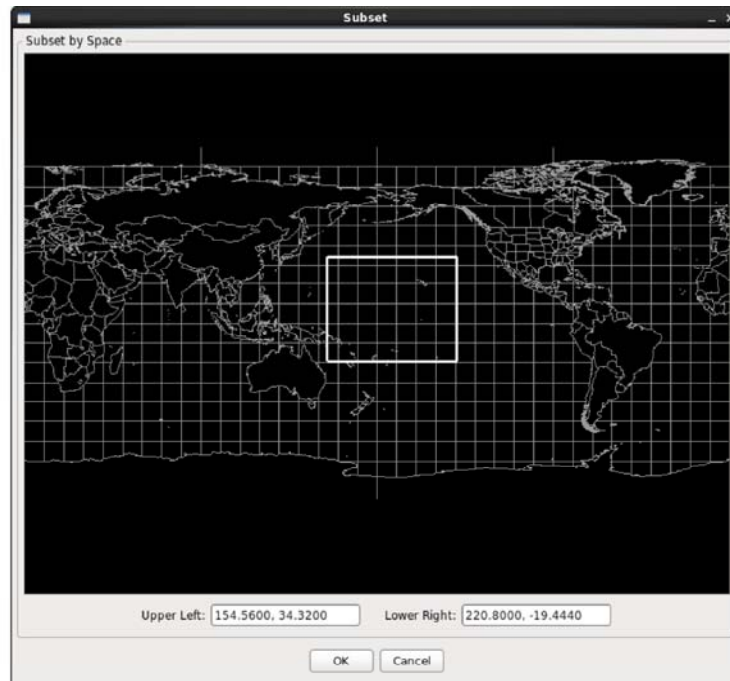 Subset
Subset by Space
Upper Left: 154.5600, 34.3200 Lower Right: 220.8000, -19.4440
OK Cancel